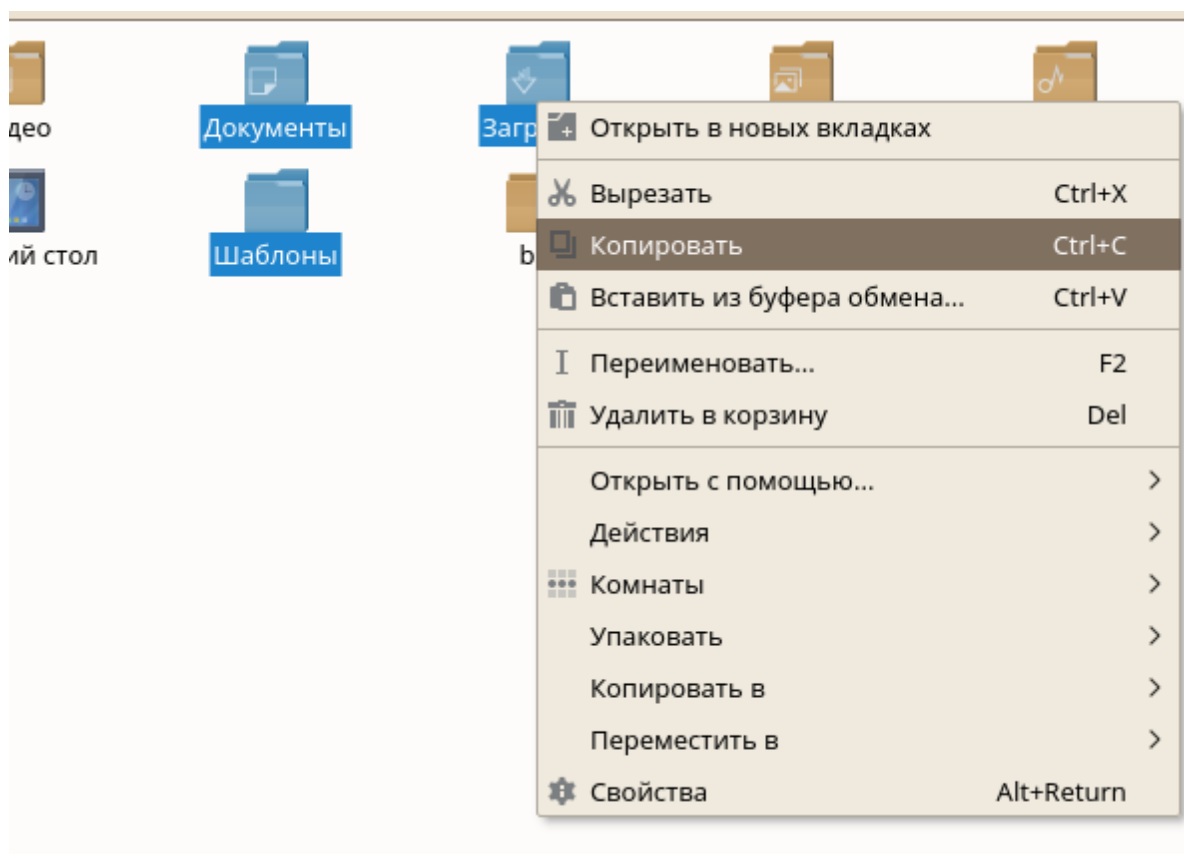 део
Документы
Загр
ий стол
Шаблоны
b
Открыть в новых вкладках
Вырезать Ctrl+X
Копировать Ctrl+C
Вставить из буфера обмена... Ctrl+V
Переименовать... F2
Удалить в корзину Del
Открыть с помощью...
Действия
Комнаты
Упаковать
Копировать в
Переместить в
Свойства Alt+Return